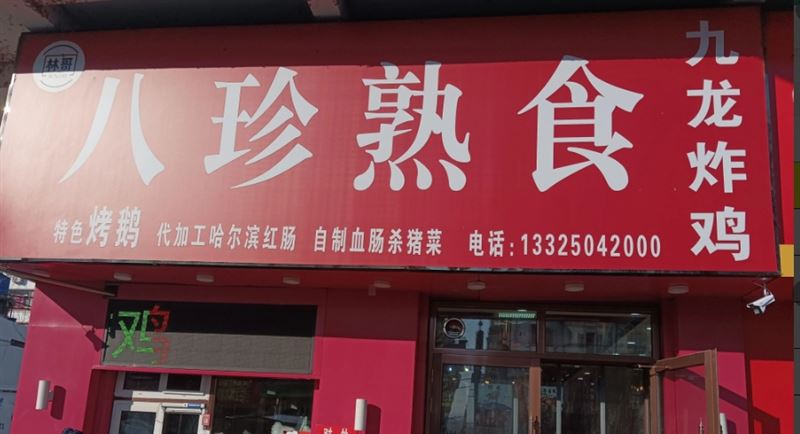 林哥
八珍熟食
九龙炸鸡
特色烤鹅 代加工哈尔滨红肠 自制血肠杀猪菜 电话:13325042000
鸡